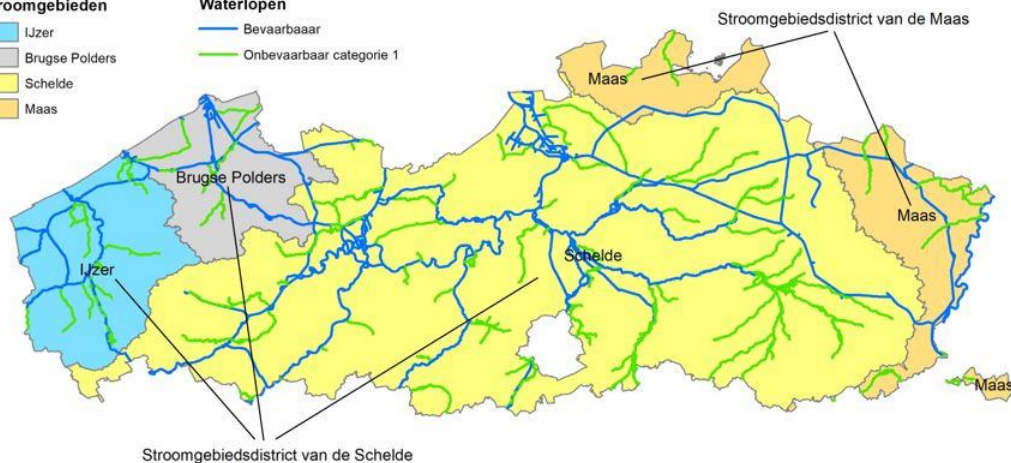 roomgebieden
IJzer
Brugse Polders
Schelde
Maas
Waterlopen
Bevaarbaaar
Onbevaarbaar categorie 1
Stroomgebiedsdistrict van de Maas
Maas
Brugse Polders
Maas
Schelde
IJzer
Maas
Stroomgebiedsdistrict van de Schelde